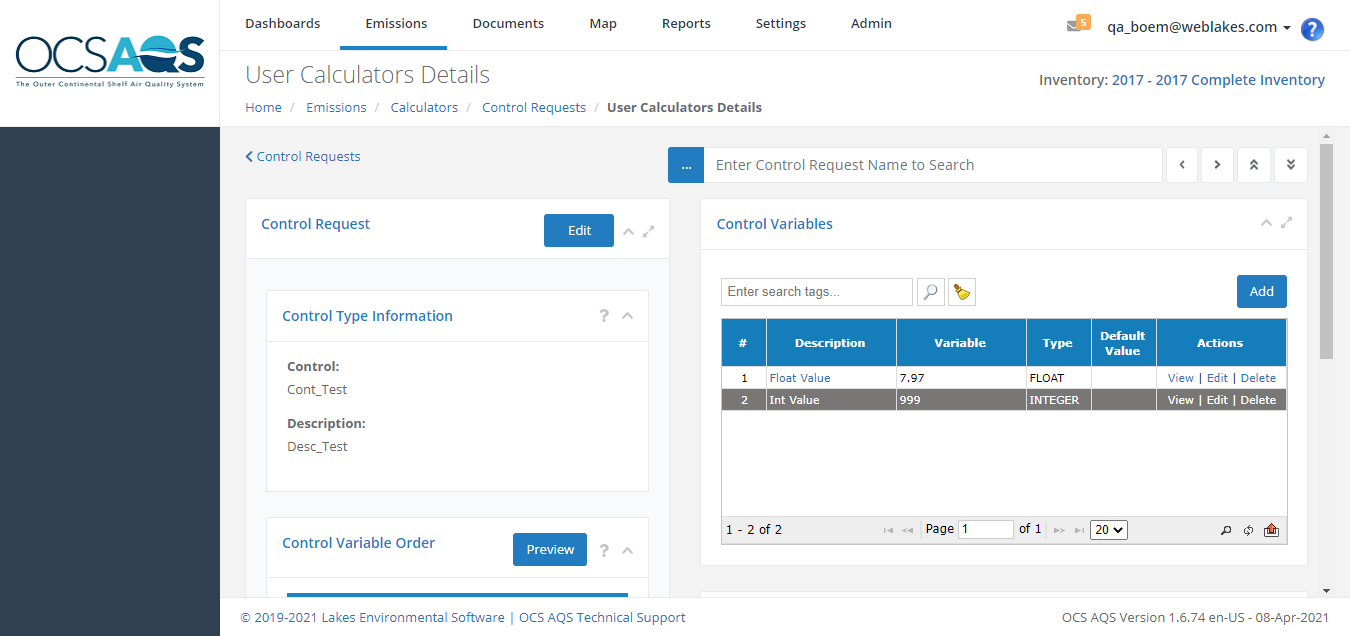 OCSAQS
The Outer Continental Shelf Air Quality System
Dashboards Emissions Documents Map Reports Settings Admin
5 qa_boem@weblakes.com ?
User Calculators Details
Inventory: 2017 - 2017 Complete Inventory
Home / Emissions / Calculators / Control Requests / User Calculators Details
Control Requests
... Enter Control Request Name to Search
Control Request Edit
Control Type Information ?
Control:
Cont_Test
Description:
Desc_Test
Control Variable Order Preview ?
Control Variables
Enter search tags... Add
# Description Variable Type Default Value Actions
1 Float Value 7.97 FLOAT View | Edit | Delete
2 Int Value 999 INTEGER View | Edit | Delete
1 - 2 of 2 Page 1 of 1 20
© 2019-2021 Lakes Environmental Software | OCS AQS Technical Support
OCS AQS Version 1.6.74 en-US - 08-Apr-2021